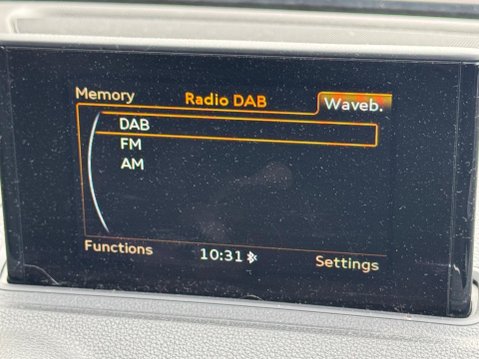 Memory Radio DAB Waveb.
DAB
FM
AM
Functions 10:31 Settings